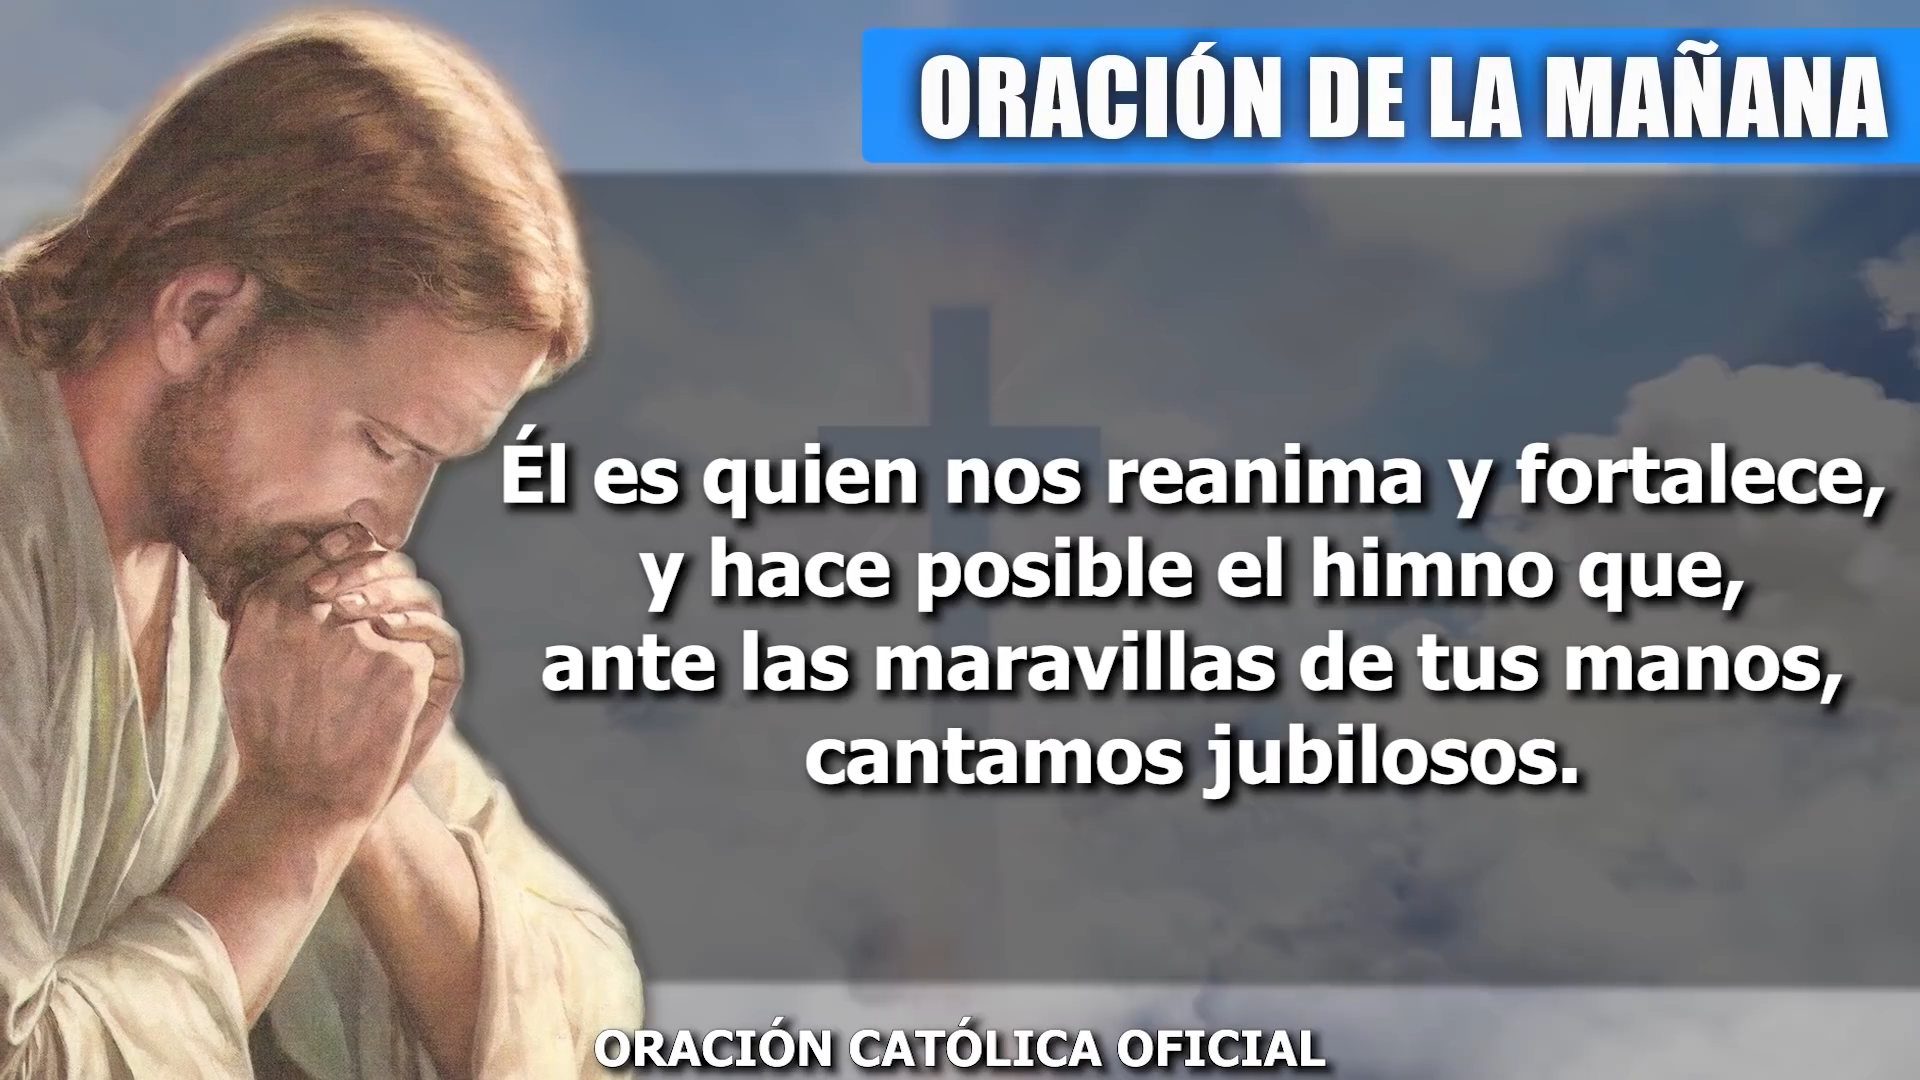 ORACIÓN DE LA MAÑANA
Él es quien nos reanima y fortalece,
y hace posible el himno que,
ante las maravillas de tus manos,
cantamos jubilosos.
ORACIÓN CATÓLICA OFICIAL